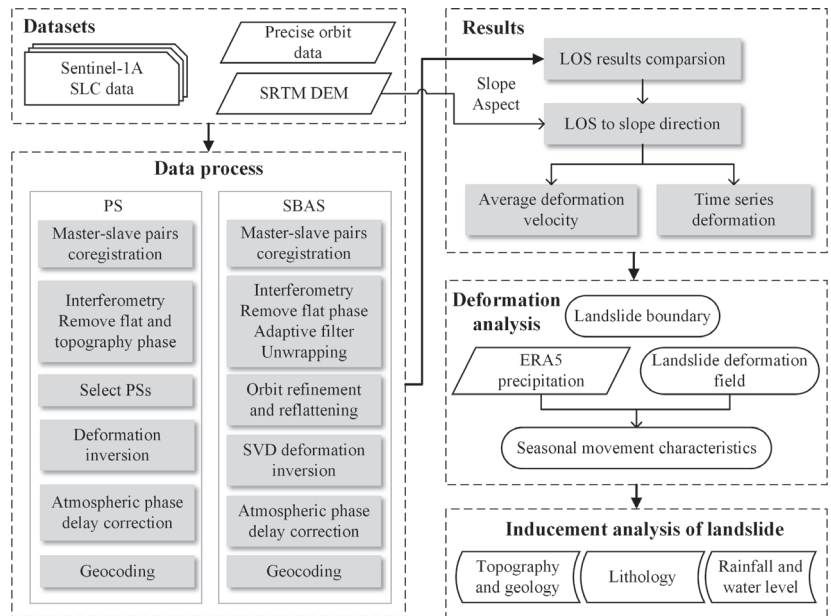 Datasets
Sentinel-1A
SLC data
Precise orbit
data
SRTM DEM
Data process
PS
Master-slave pairs
coregistration
Interferometry
Remove flat and
topography phase
Select PSs
Deformation
inversion
Atmospheric phase
delay correction
Geocoding
SBAS
Master-slave pairs
coregistration
Interferometry
Remove flat phase
Adaptive filter
Unwrapping
Orbit refinement
and reflattening
SVD deformation
inversion
Atmospheric phase
delay correction
Geocoding
Results
LOS results comparsion
Slope
Aspect
LOS to slope direction
Average deformation
velocity
Time series
deformation
Deformation
analysis
Landslide boundary
ERA5
precipitation
Landslide deformation
field
Seasonal movement characteristics
Inducement analysis of landslide
Topography
and geology
Lithology
Rainfall and
water level